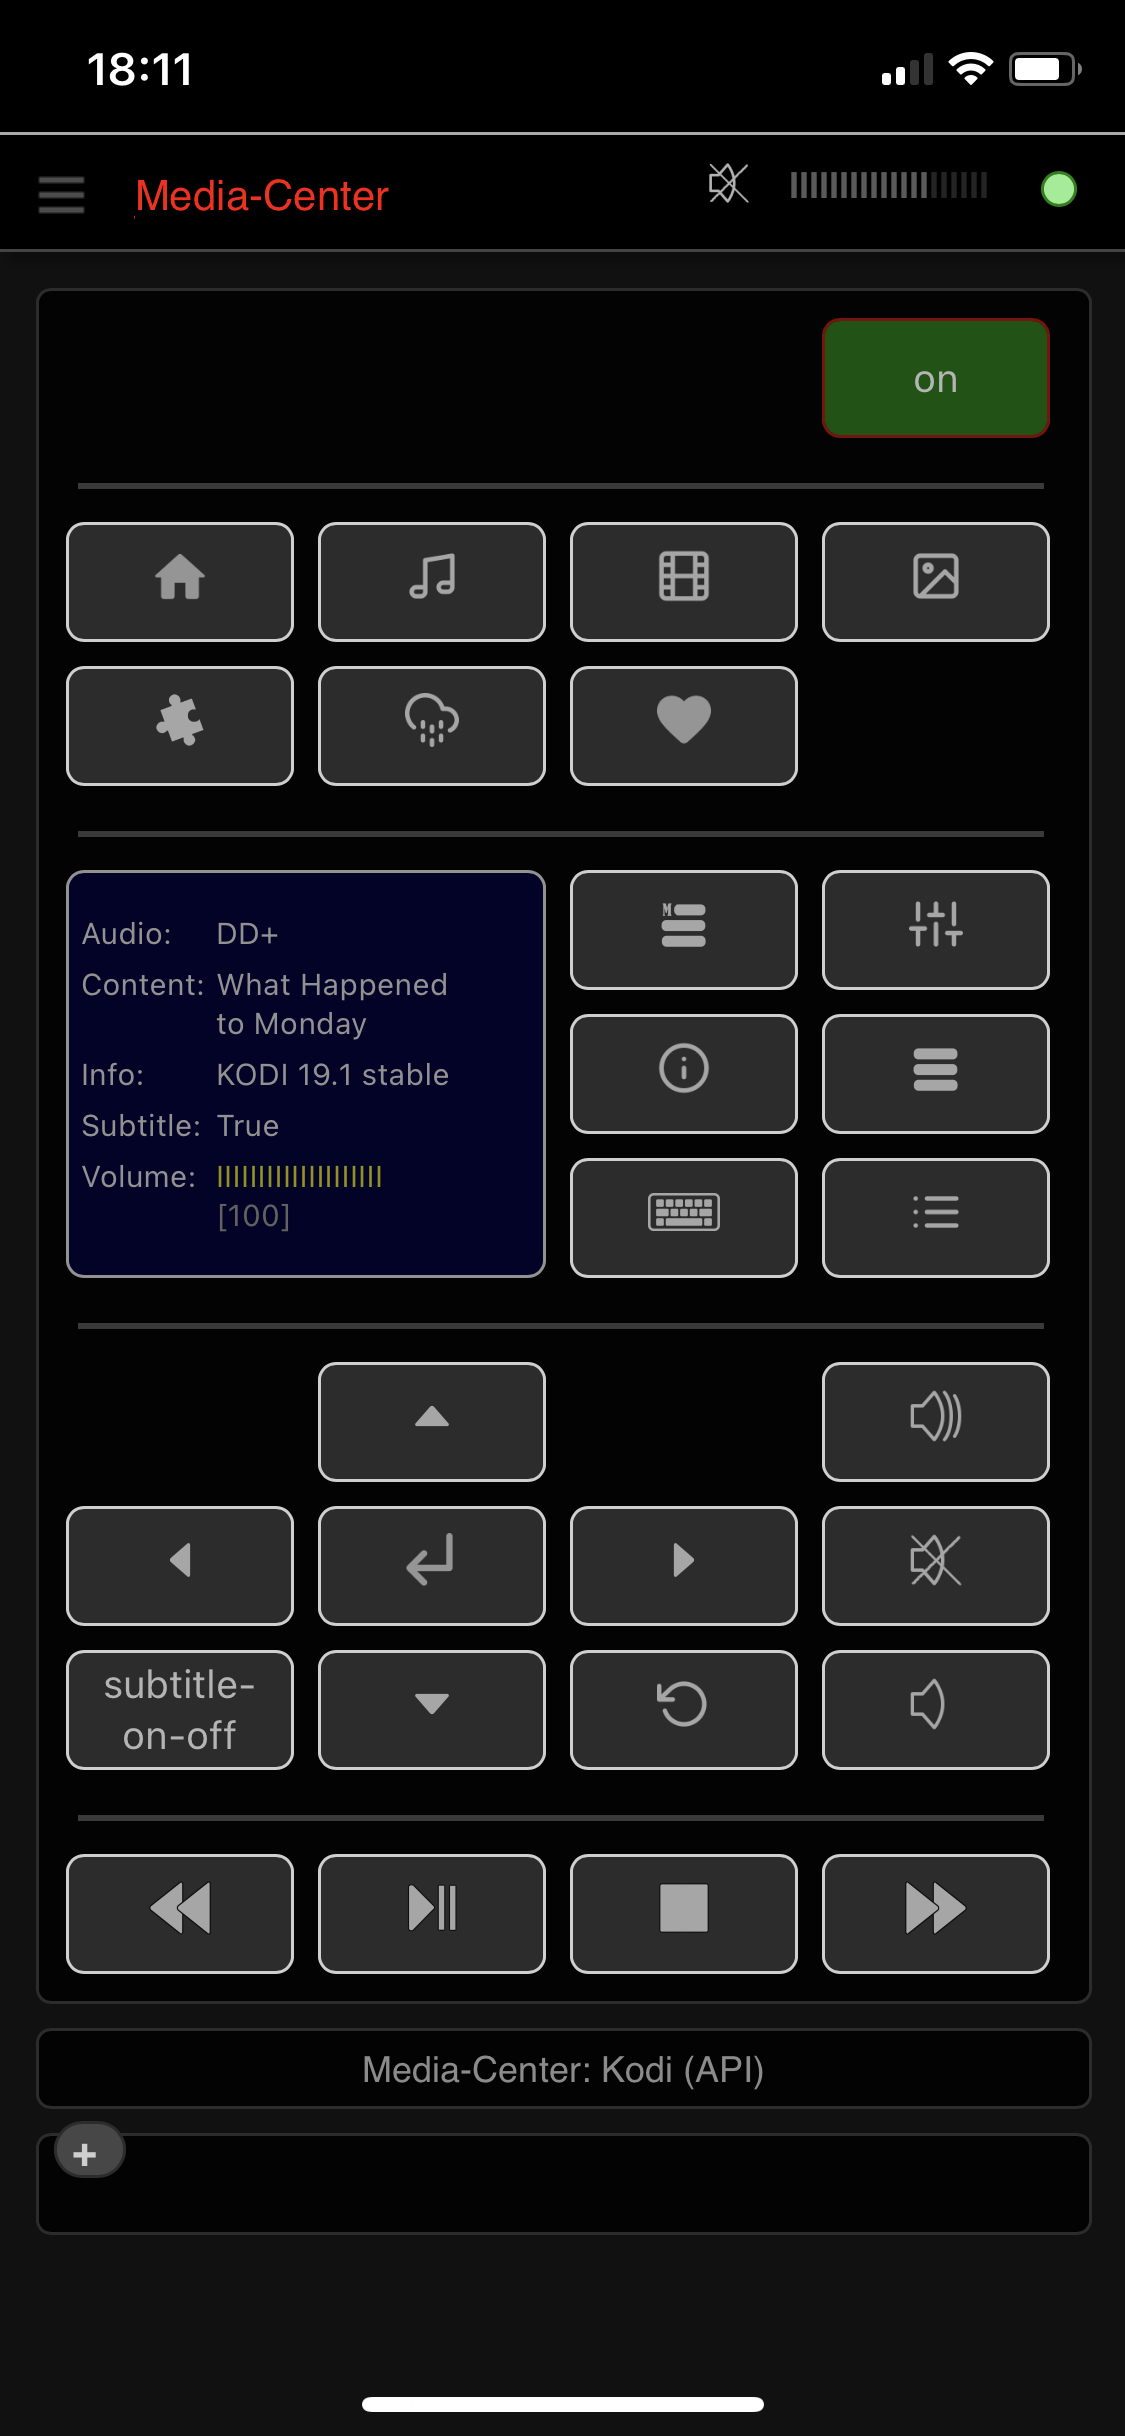 18:11
Media-Center
on
Audio: DD+
Content: What Happened
to Monday
Info: KODI 19.1 stable
Subtitle: True
Volume: ||||||||||||||||||||
[100]
subtitle-
on-off
Media-Center: Kodi (API)
+